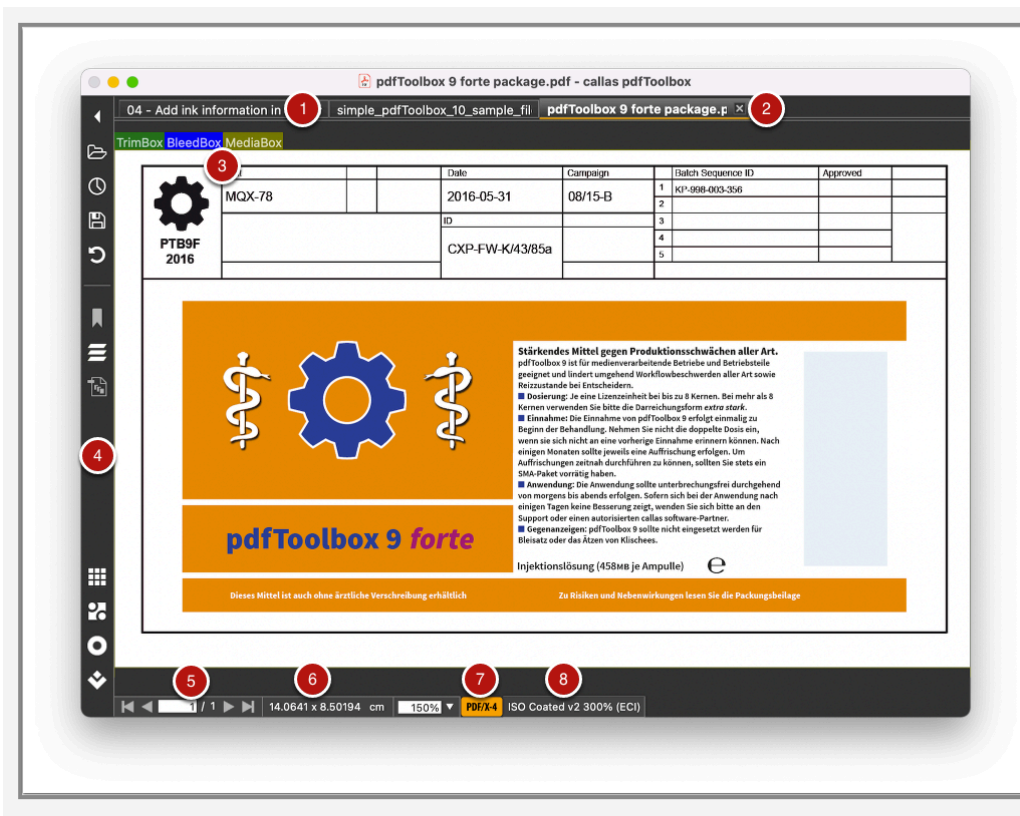 pdfToolbox 9 forte package.pdf - callas pdfToolbox
04 - Add ink information in 1 simple_pdfToolbox_10_sample_fil pdfToolbox 9 forte package.p × 2
TrimBox BleedBox MediaBox
3
Date Campaign Batch Sequence ID Approved
MQX-78 2016-05-31 08/15-B 1 KP-998-003-356
2
ID 3
PTB9F CXP-FW-K/43/85a 4
2016 5
Stärkendes Mittel gegen Produktionsschwächen aller Art.
pdfToolbox 9 ist für medienverarbeitende Betriebe und Betriebsteile
geeignet und lindert umgehend Workflowbeschwerden aller Art sowie
Reizzustande bei Entscheidern.
Dosierung: Je eine Lizenzeinheit bei bis zu 8 Kernen. Bei mehr als 8
Kernen verwenden Sie bitte die Darreichungsform extra stark.
Einnahme: Die Einnahme von pdfToolbox 9 erfolgt einmalig zu
Beginn der Behandlung. Nehmen Sie nicht die doppelte Dosis ein,
wenn sie sich nicht an eine vorherige Einnahme erinnern können. Nach
einigen Monaten sollte jeweils eine Auffrischung erfolgen. Um
Auffrischungen zeitnah durchführen zu können, sollten Sie stets ein
SMA-Paket vorrätig haben.
Anwendung: Die Anwendung sollte unterbrechungsfrei durchgehend
von morgens bis abends erfolgen. Sofern sich bei der Anwendung nach
einigen Tagen keine Besserung zeigt, wenden Sie sich bitte an den
Support oder einen autorisierten callas software-Partner.
Gegenanzeigen: pdfToolbox 9 sollte nicht eingesetzt werden für
Bleisatz oder das Ätzen von Klischees.
Injektionslösung (458MB je Ampulle) ℮
pdfToolbox 9 forte
Dieses Mittel ist auch ohne ärztliche Verschreibung erhältlich Zu Risiken und Nebenwirkungen lesen Sie die Packungsbeilage
4
5 6 7 8
1 / 1 14.0641 x 8.50194 cm 150% PDF/X-4 ISO Coated v2 300% (ECI)